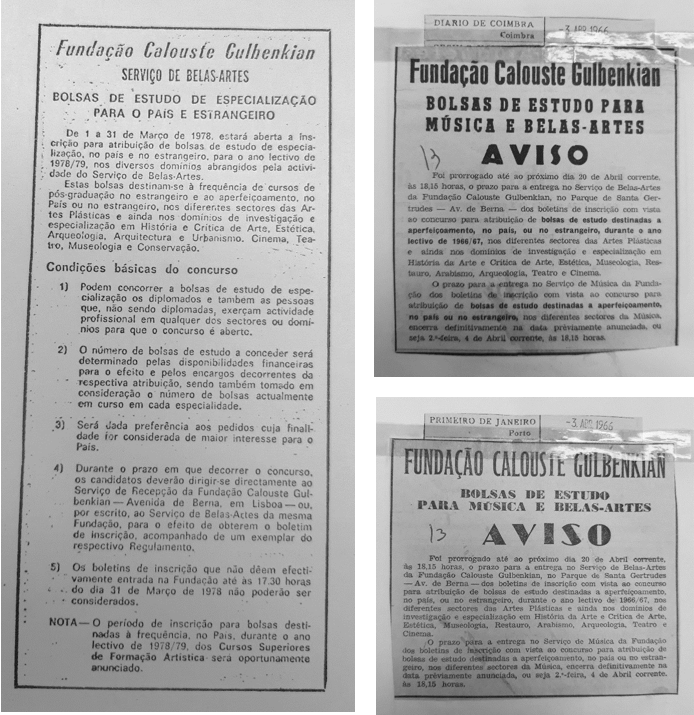 Fundação Calouste Gulbenkian
SERVIÇO DE BELAS-ARTES
BOLSAS DE ESTUDO DE ESPECIALIZAÇÃO
PARA O PAÍS E ESTRANGEIRO
De 1 a 31 de Março de 1978, estará aberta a ins-
crição para atribuição de bolsas de estudo de especia-
lização, no país e no estrangeiro, para o ano lectivo de
1978/79, nos diversos domínios abrangidos pela activi-
dade do Serviço de Belas-Artes.
Estas bolsas destinam-se à frequência de cursos de
pós-graduação no estrangeiro e ao aperfeiçoamento, no
País ou no estrangeiro, nos diferentes sectores das Ar-
tes Plásticas e ainda nos domínios de investigação e
especialização em História e Crítica de Arte, Estética,
Arqueologia, Arquitectura e Urbanismo, Cinema, Tea-
tro, Museologia e Conservação.
Condições básicas do concurso
1) Podem concorrer a bolsas de estudo de espe-
cialização os diplomados e tambem as pessoas
que, não sendo diplomadas, exerçam actividade
profissional em qualquer dos sectores ou domí-
nios para que o concurso é aberto.
2) O número de bolsas de estudo a conceder será
determinado pelas disponibilidades financeiras
para o efeito e pelos encargos decorrentes da
respectiva atribuição, sendo também tomado em
consideração o número de bolsas actualmente
em curso em cada especialidade.
3) Será dada preferência aos pedidos cuja finali-
dade for considerada de maior interesse para o
País.
4) Durante o prazo em que decorrer o concurso,
os candidatos deverão dirigir-se directamente ao
Serviço de Recepção da Fundação Calouste Gul-
benkian — Avenida de Berna, em Lisboa — ou,
por escrito, ao Serviço de Belas-Artes da mesma
Fundação, para o efeito de obterem o boletim
de inscrição, acompanhado de um exemplar do
respectivo Regulamento.
5) Os boletins de inscrição que não dêem efecti-
vamente entrada na Fundação até às 17.30 horas
do dia 31 de Março de 1978 não poderão ser
considerados.
NOTA — O período de inscrição para bolsas desti-
nadas à frequência, no País, durante o ano
lectivo de 1978/79, dos Cursos Superiores
de Formação Artística será oportunamente
anunciado.
DIARIO DE COIMBRA
Coimbra
-3 ABR 1966
Fundação Calouste Gulbenkian
BOLSAS DE ESTUDO PARA
MÚSICA E BELAS-ARTES
13
AVISO
Foi prorrogado até ao próximo dia 20 de Abril corrente,
às 18,15 horas, o prazo para a entrega no Serviço de Belas-Artes
da Fundação Calouste Gulbenkian, no Parque de Santa Ger-
trudes — Av. de Berna — dos boletins de inscrição com vista
ao concurso para atribuição de bolsas de estudo destinadas a
aperfeiçoamento, no país, ou no estrangeiro, durante o ano
lectivo de 1966/67, nos diferentes sectores das Artes Plásticas
e ainda nos domínios de investigação e especialização em
História da Arte e Crítica de Arte, Estética, Museologia, Res-
tauro, Arabismo, Arqueologia, Teatro e Cinema.
O prazo para a entrega no Serviço de Música da Funda-
ção dos boletins de inscrição com vista ao concurso para
atribuição de bolsas de estudo destinadas a aperfeiçoamento,
no país ou no estrangeiro, nos diferentes sectores da Música,
encerra definitivamente na data prèviamente anunciada, ou
seja 2.ª-feira, 4 de Abril corrente, às 18,15 horas.
PRIMEIRO DE JANEIRO
Porto
-3. ABR. 1966
FUNDAÇÃO CALOUSTE GULBENKIAN
BOLSAS DE ESTUDO
PARA MÚSICA E BELAS-ARTES
13
AVISO
Foi prorrogado até ao próximo dia 20 de Abril corrente,
às 18,15 horas, o prazo para a entrega no Serviço de Belas-Artes
da Fundação Calouste Gulbenkian, no Parque de Santa Gertrudes
— Av. de Berna — dos boletins de inscrição com vista ao concurso
para atribuição de bolsas de estudo destinadas a aperfeiçoamento,
no país, ou no estrangeiro, durante o ano lectivo de 1966/67, nos
diferentes sectores das Artes Plásticas e ainda nos domínios de
investigação e especialização em História da Arte e Crítica de Arte,
Estética, Museologia, Restauro, Arabismo, Arqueologia, Teatro e
Cinema.
O prazo para a entrega no Serviço de Música da Fundação
dos boletins de inscrição com vista ao concurso para atribuição de
bolsas de estudo destinadas a aperfeiçoamento, no país ou no estran-
geiro, nos diferentes sectores da Música, encerra definitivamente na
data prèviamente anunciada, ou seja 2.ª-feira, 4 de Abril corrente,
às 18,15 horas.